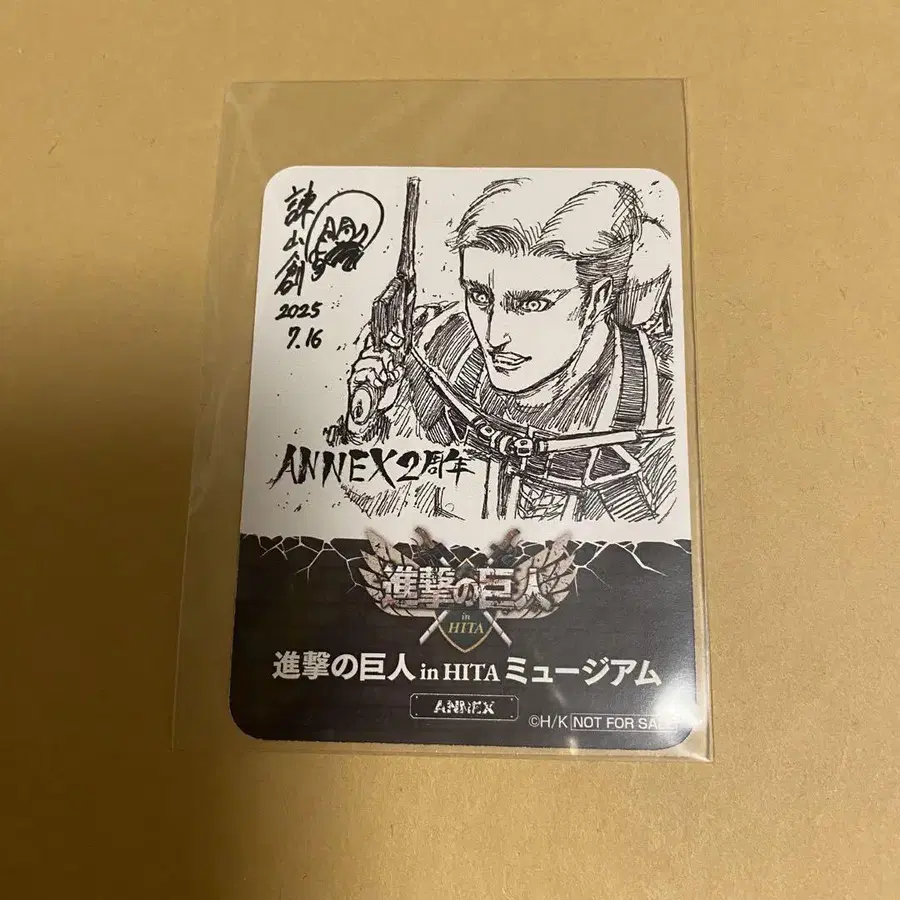 諫山創
2025
7.16
ANNEX2周年
進撃の巨人
in
HITA
進撃の巨人 in HITA ミュージアム
ANNEX
©H/K NOT FOR SALE